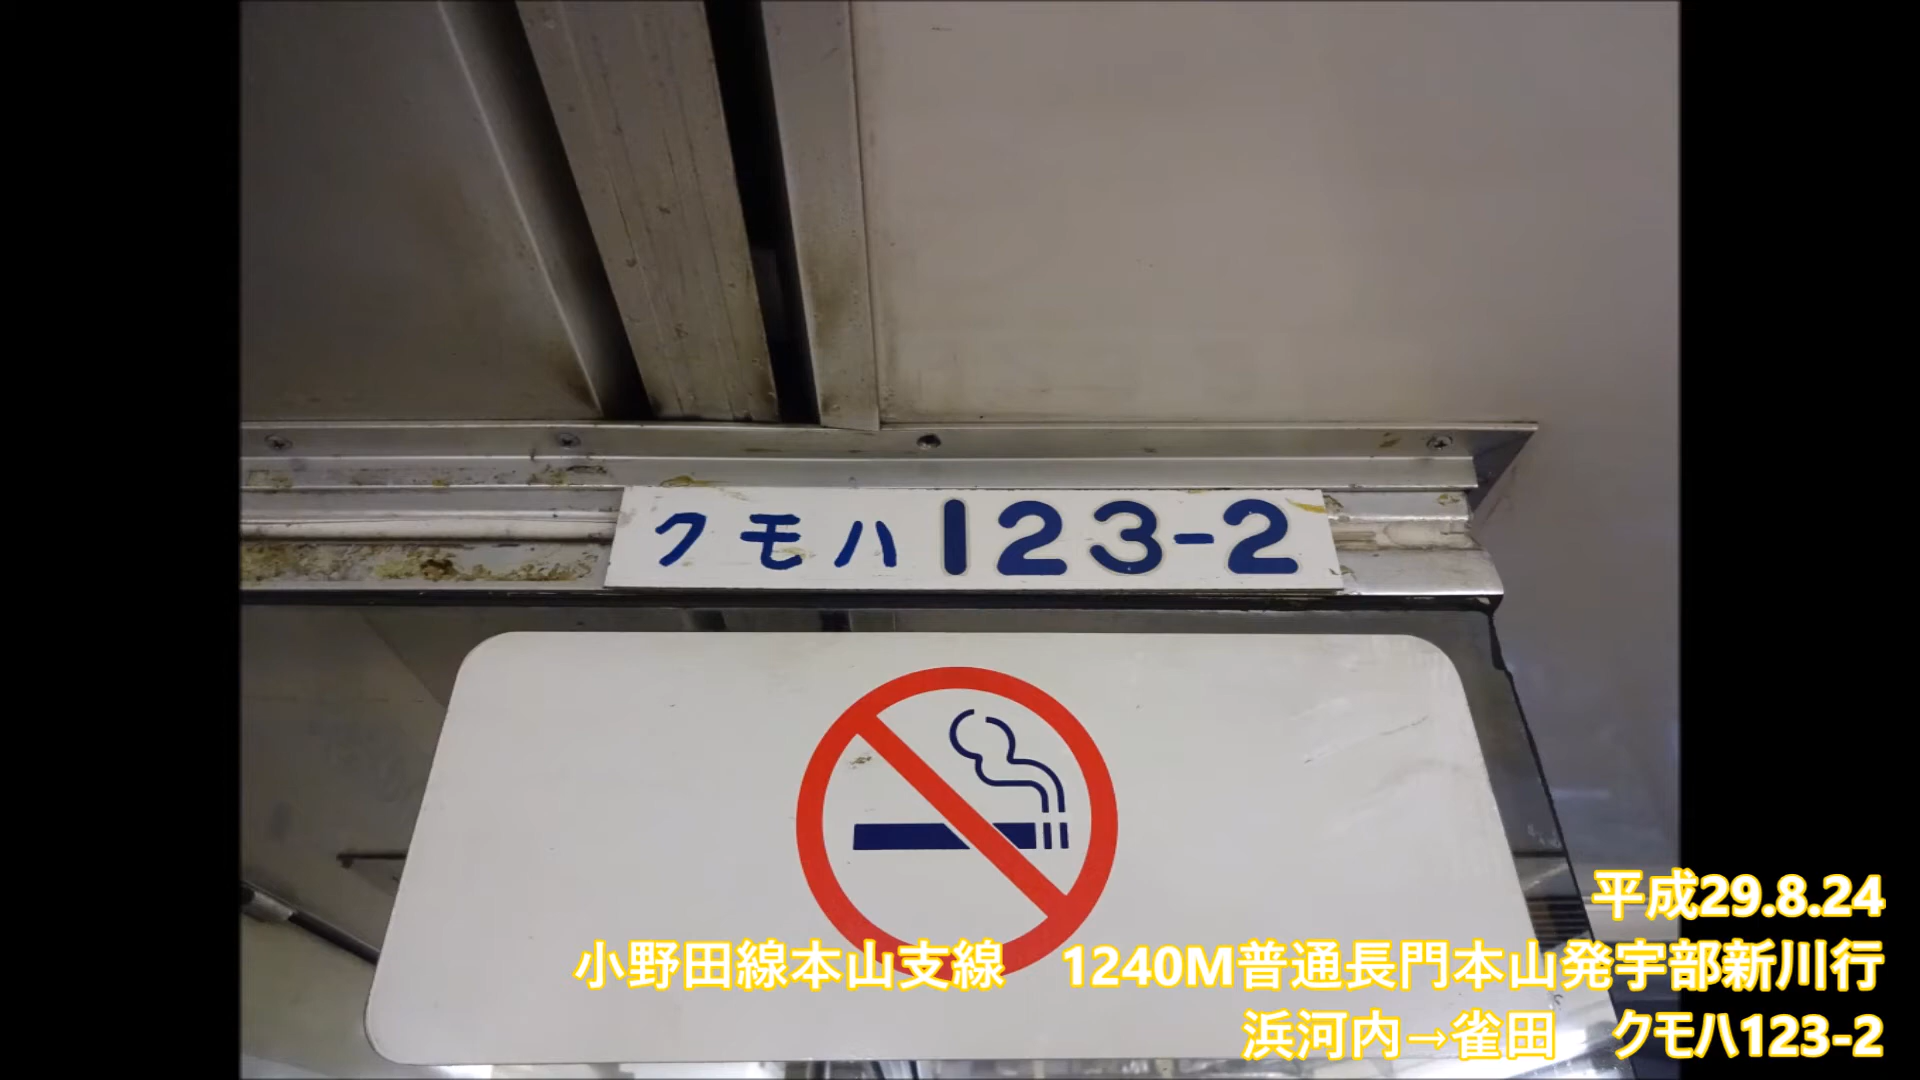 クモハ123-2
平成29.8.24
小野田線本山支線　1240M普通長門本山発宇部新川行
浜河内→雀田　クモハ123-2